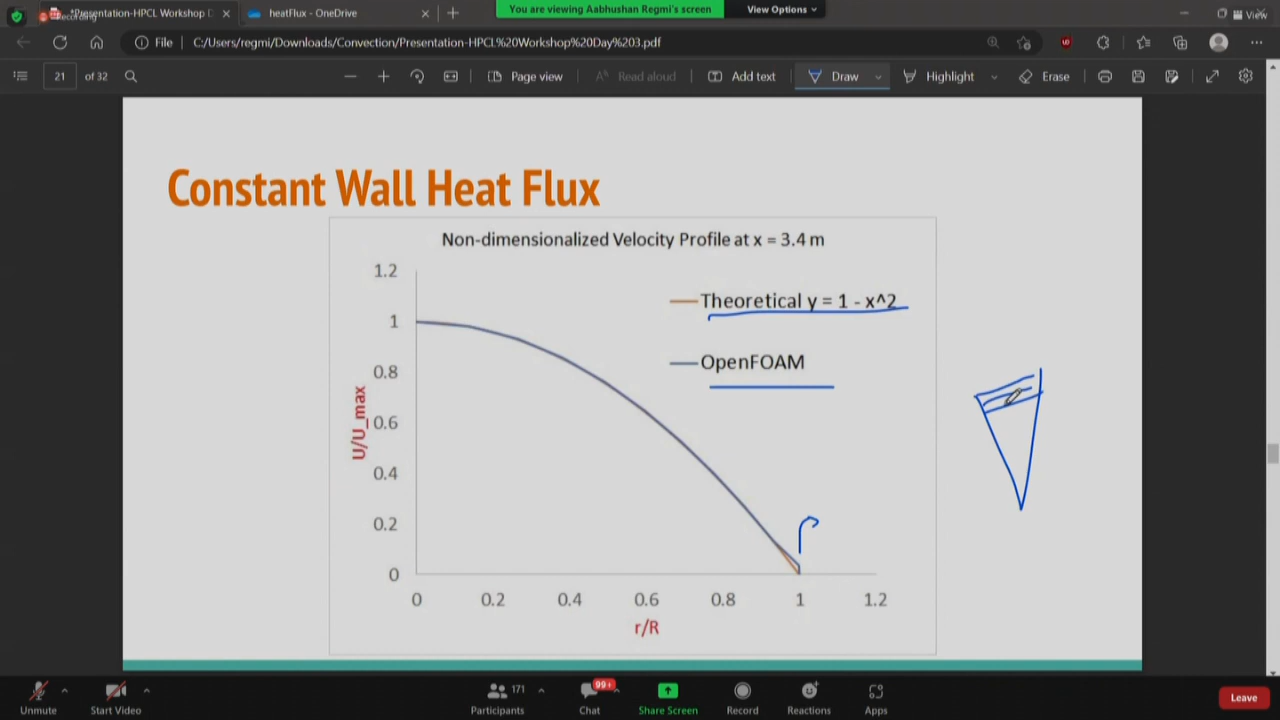 Recording
*Presentation-HPCL Workshop D
heatFlux - OneDrive
You are viewing Aabhushan Regmi's screen
View Options
View
File
C:/Users/regmi/Downloads/Convection/Presentation-HPCL%20Workshop%20Day%203.pdf
21 of 32
Page view
Read aloud
Add text
Draw
Highlight
Erase
Constant Wall Heat Flux
Non-dimensionalized Velocity Profile at x = 3.4 m
Theoretical y = 1 - x^2
OpenFOAM
U/U_max
1.2
1
0.8
0.6
0.4
0.2
0
0 0.2 0.4 0.6 0.8 1 1.2
r/R
Unmute
Start Video
171
Participants
99+
Chat
Share Screen
Record
Reactions
Apps
Leave